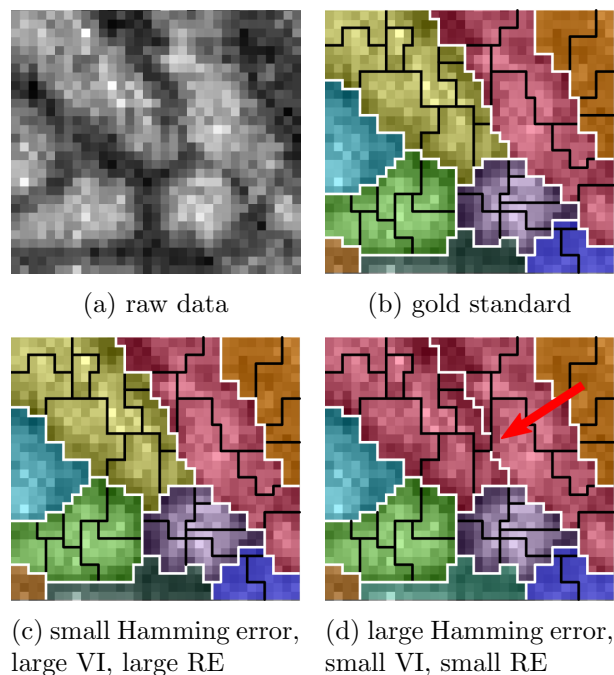 (a) raw data
(b) gold standard
(c) small Hamming error,
large VI, large RE
(d) large Hamming error,
small VI, small RE